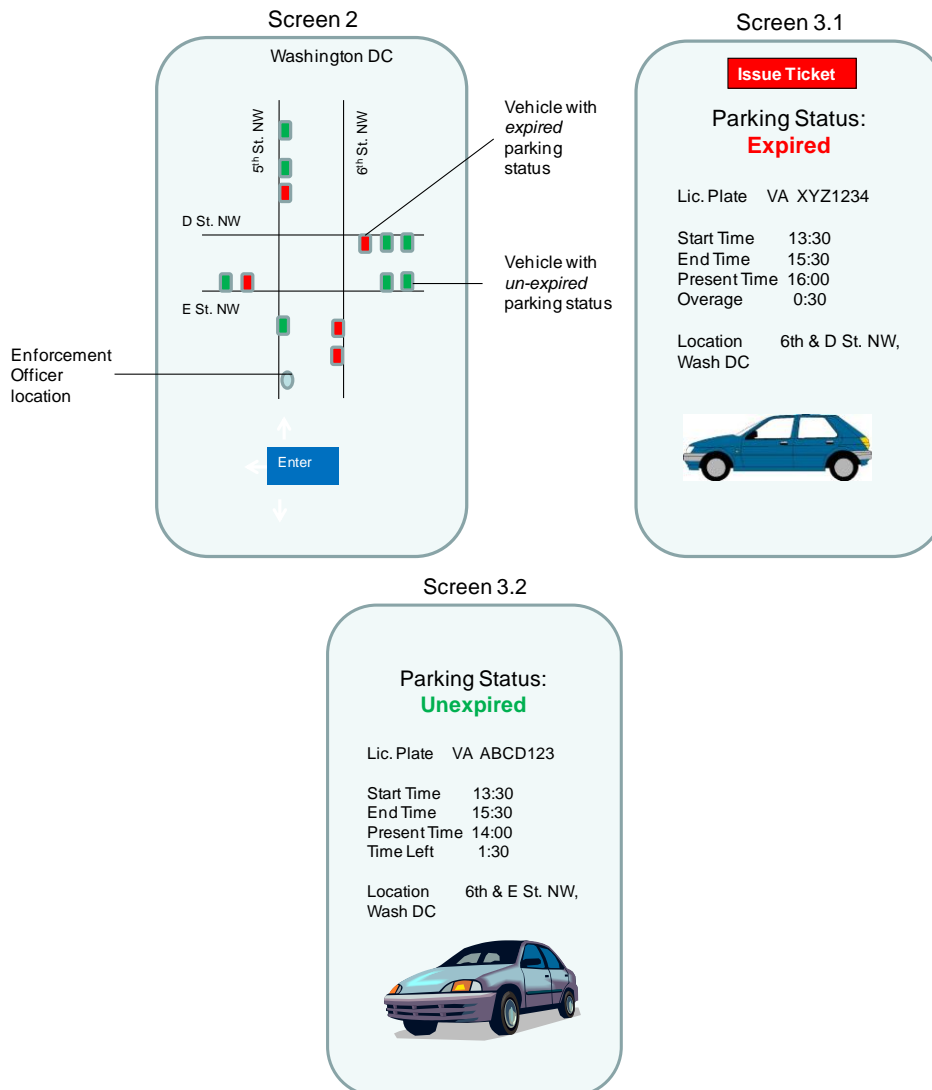 Screen 2
Washington DC
5th St. NW
6th St. NW
D St. NW
E St. NW
Enter
Vehicle with
expired
parking
status
Vehicle with
un-expired
parking status
Enforcement
Officer
location
Screen 3.1
Issue Ticket
Parking Status:
Expired
Lic. Plate VA XYZ1234
Start Time 13:30
End Time 15:30
Present Time 16:00
Overage 0:30
Location 6th & D St. NW,
Wash DC
Screen 3.2
Parking Status:
Unexpired
Lic. Plate VA ABCD123
Start Time 13:30
End Time 15:30
Present Time 14:00
Time Left 1:30
Location 6th & E St. NW,
Wash DC